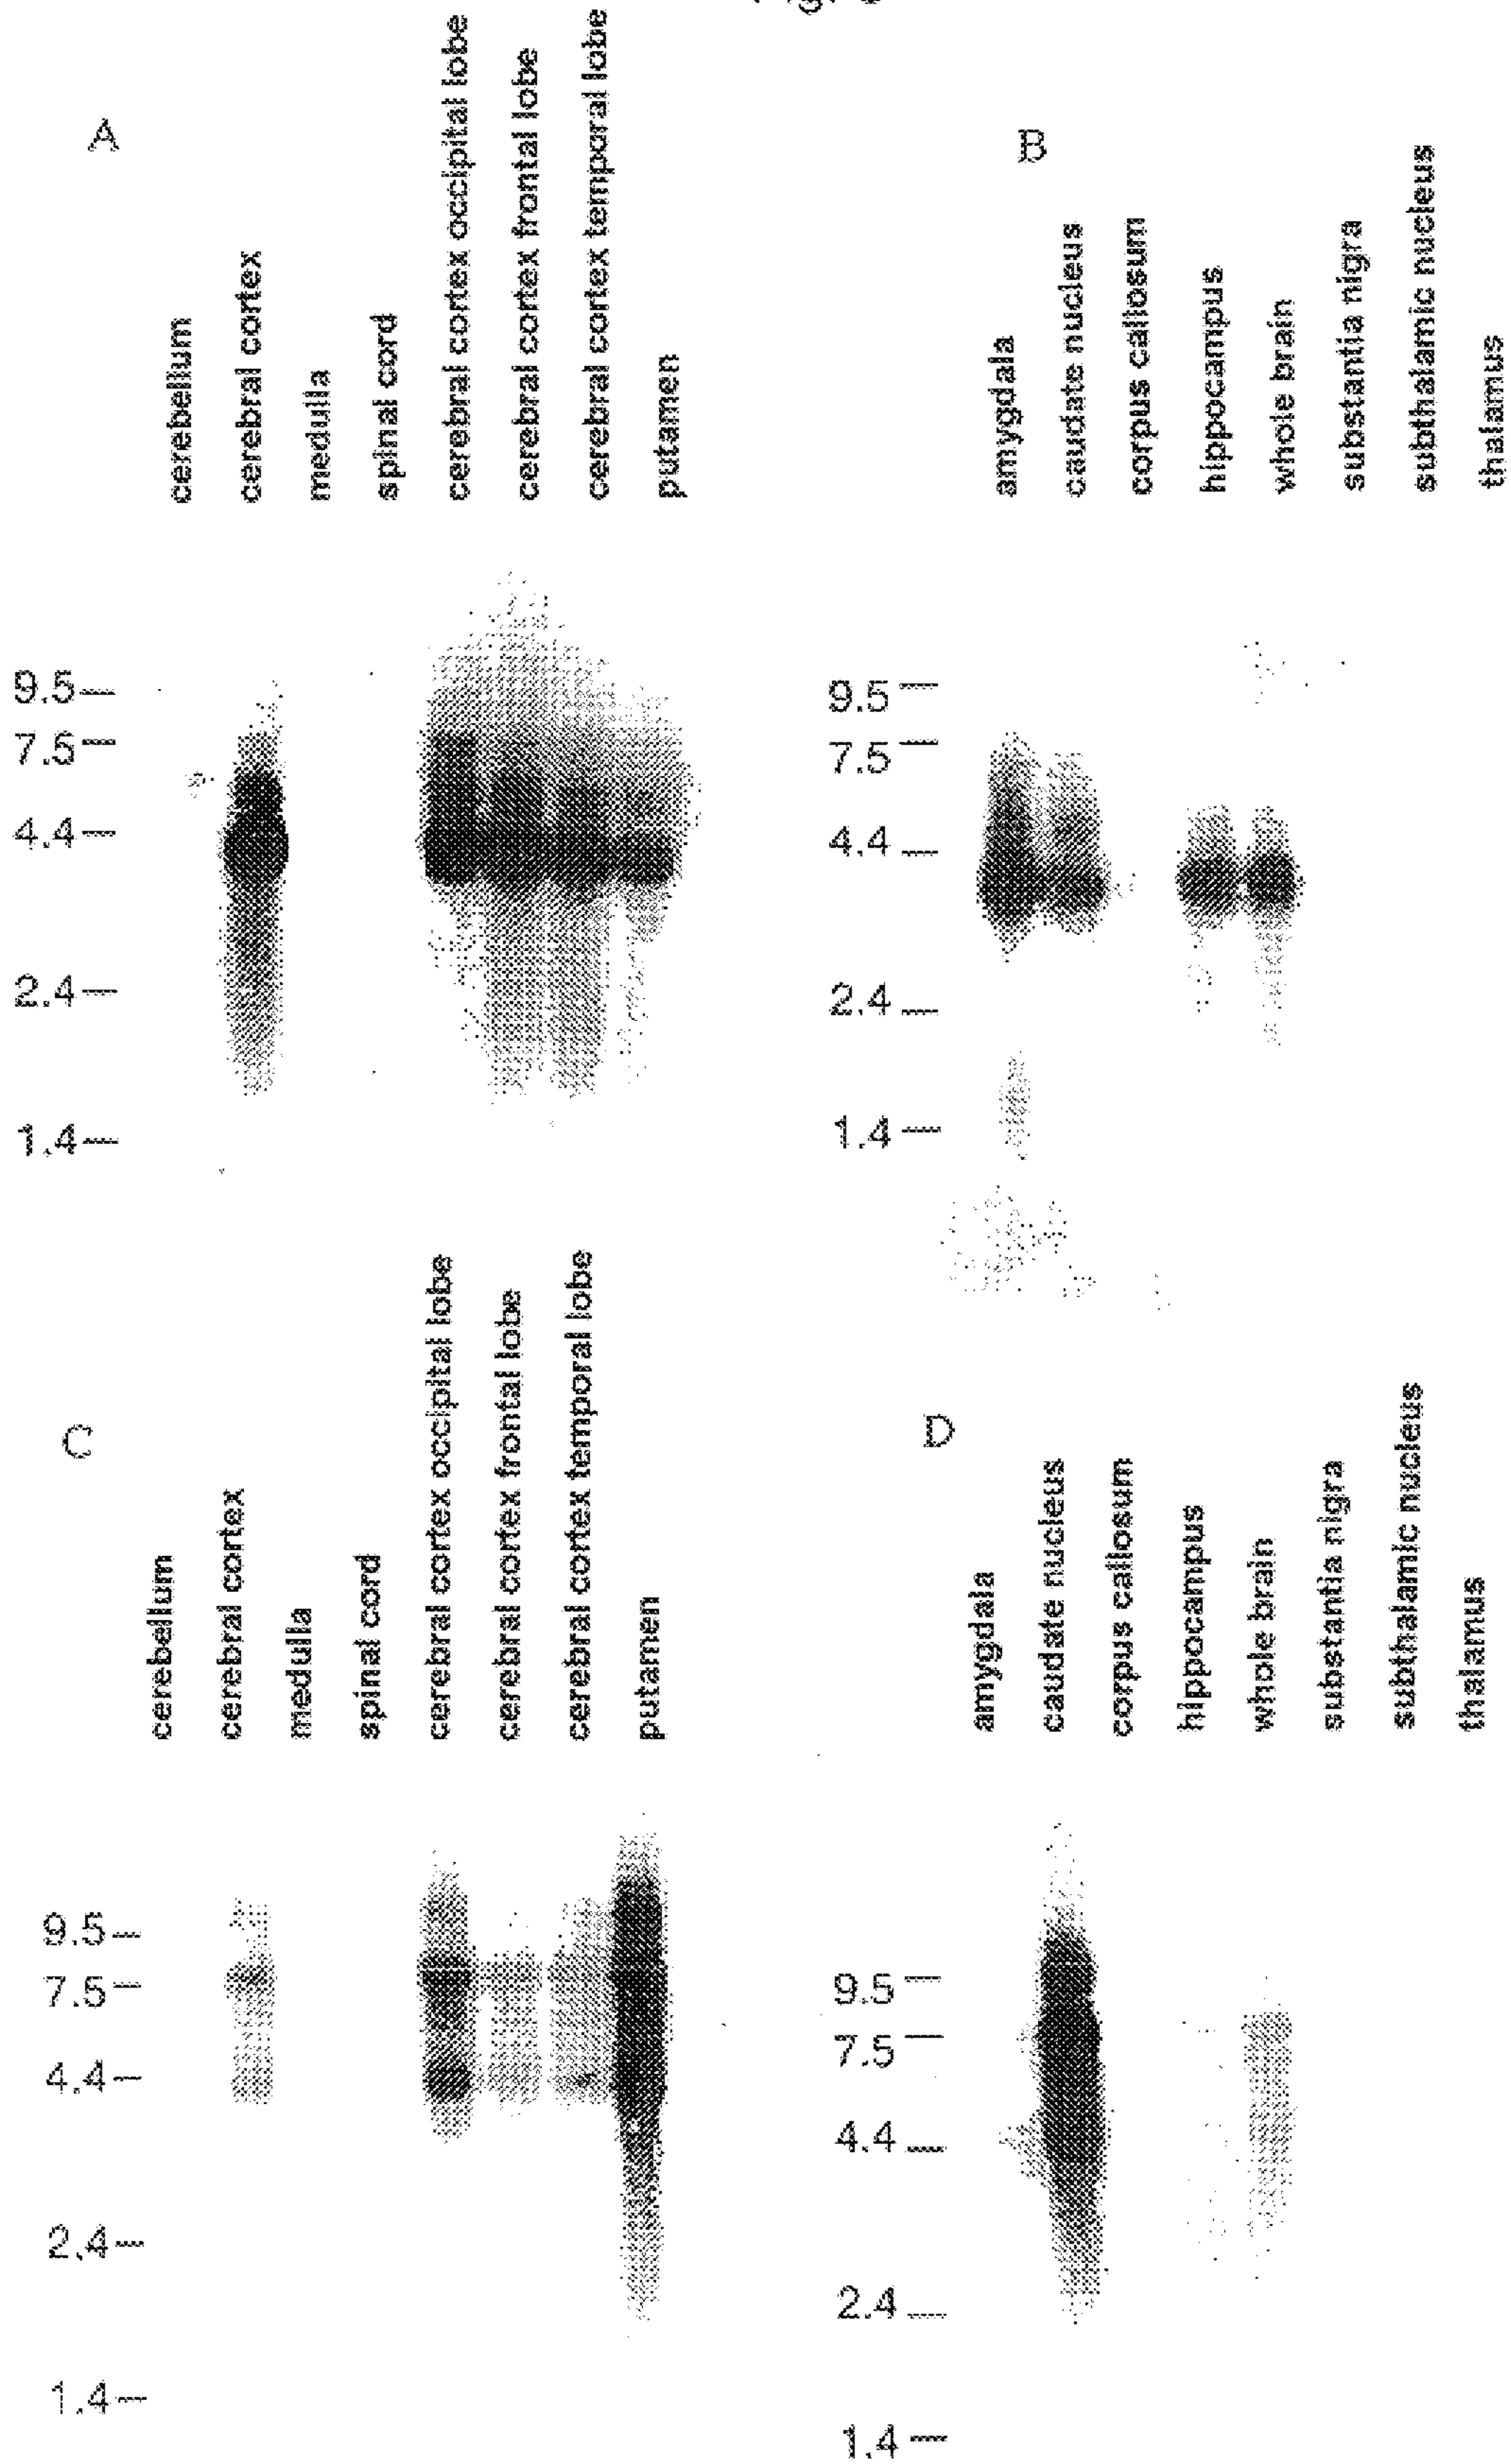 A
cerebellum
cerebral cortex
medulla
spinal cord
cerebral cortex occipital lobe
cerebral cortex frontal lobe
cerebral cortex temporal lobe
putamen
9.5
7.5
4.4
2.4
1.4
B
amygdala
caudate nucleus
corpus callosum
hippocampus
whole brain
substantia nigra
subthalamic nucleus
thalamus
9.5
7.5
4.4
2.4
1.4
C
cerebellum
cerebral cortex
medulla
spinal cord
cerebral cortex occipital lobe
cerebral cortex frontal lobe
cerebral cortex temporal lobe
putamen
9.5
7.5
4.4
2.4
1.4
D
amygdala
caudate nucleus
corpus callosum
hippocampus
whole brain
substantia nigra
subthalamic nucleus
thalamus
9.5
7.5
4.4
2.4
1.4